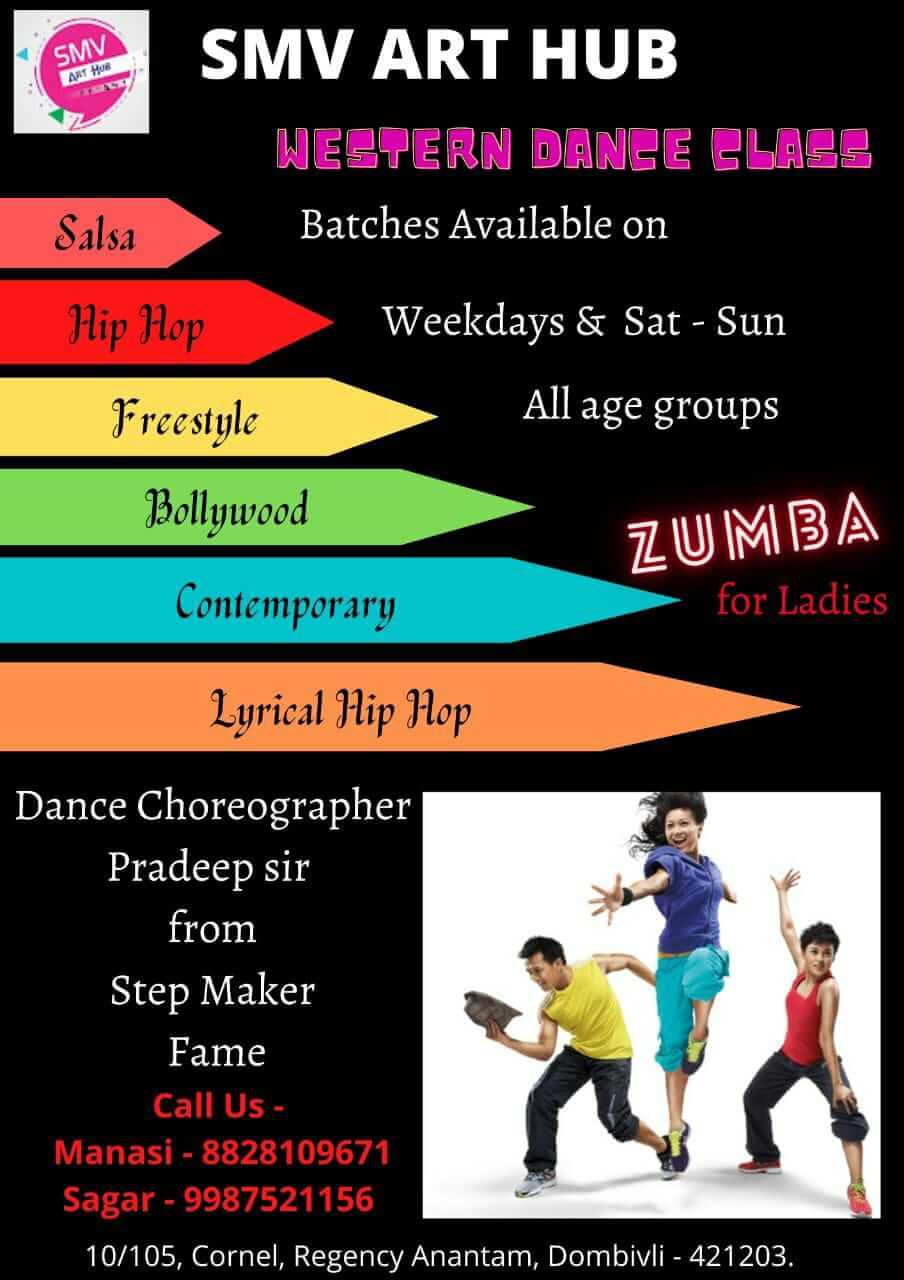 SMV
ART HUB
SMV ART HUB
WESTERN DANCE CLASS
Salsa
Batches Available on
Hip Hop
Weekdays & Sat - Sun
Freestyle
All age groups
Bollywood
ZUMBA
for Ladies
Contemporary
Lyrical Hip Hop
Dance Choreographer
Pradeep sir
from
Step Maker
Fame
Call Us -
Manasi - 8828109671
Sagar - 9987521156
10/105, Cornel, Regency Anantam, Dombivli - 421203.